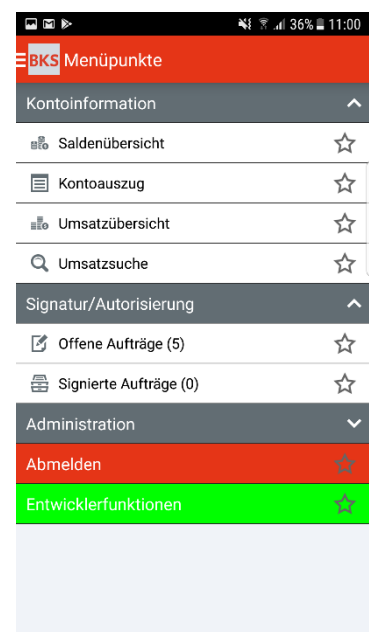 36% 11:00
BKS Menüpunkte
Kontoinformation
Saldenübersicht
Kontoauszug
Umsatzübersicht
Umsatzsuche
Signatur/Autorisierung
Offene Aufträge (5)
Signierte Aufträge (0)
Administration
Abmelden
Entwicklerfunktionen